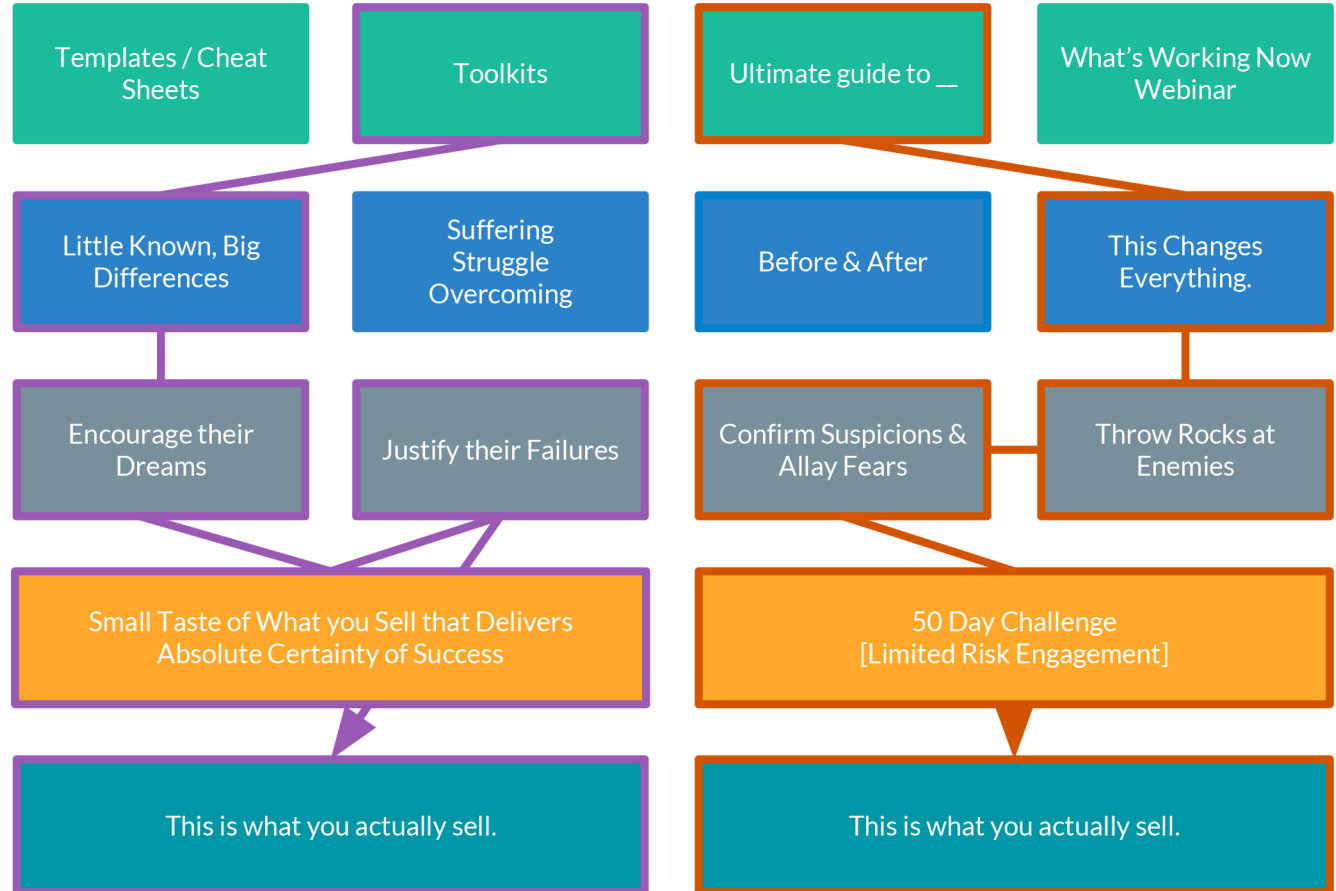 Templates / Cheat
Sheets
Toolkits
Ultimate guide to __
What’s Working Now
Webinar
Little Known, Big
Differences
Suffering
Struggle
Overcoming
Before & After
This Changes
Everything.
Encourage their
Dreams
Justify their Failures
Confirm Suspicions &
Allay Fears
Throw Rocks at
Enemies
Small Taste of What you Sell that Delivers
Absolute Certainty of Success
50 Day Challenge
[Limited Risk Engagement]
This is what you actually sell.
This is what you actually sell.